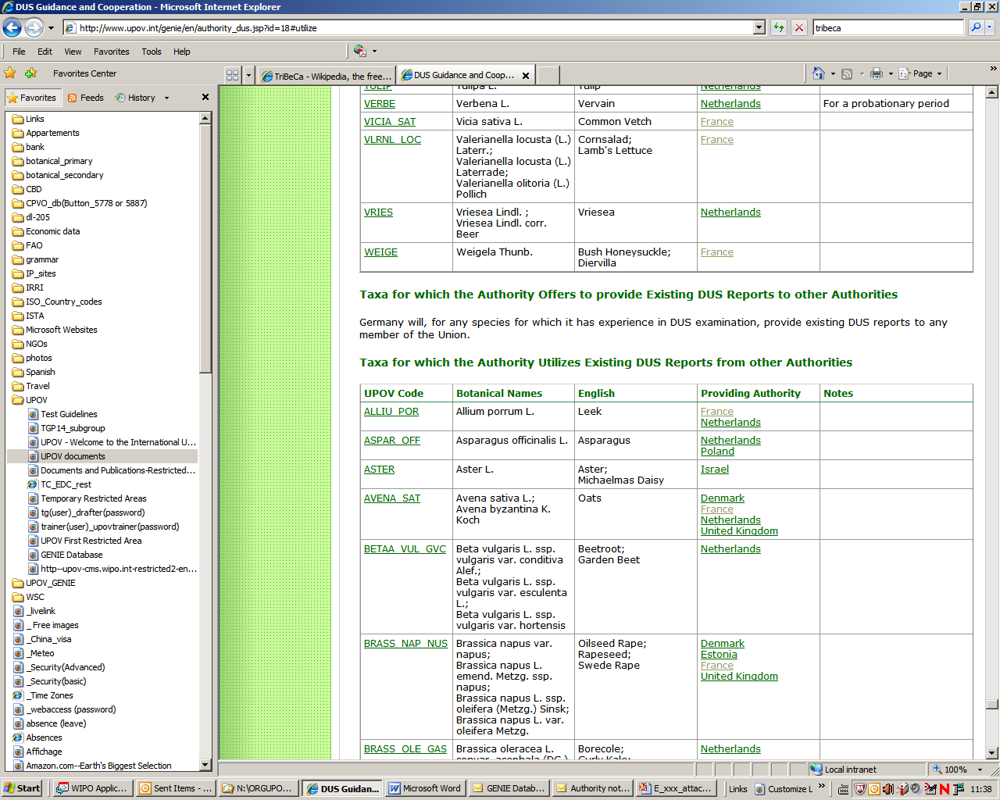 DUS Guidance and Cooperation - Microsoft Internet Explorer
http://www.upov.int/genie/en/authority_dus.jsp?id=18#utilize
tribeca
File Edit View Favorites Tools Help
Favorites Center
TriBeCa - Wikipedia, the free...
DUS Guidance and Coop...
Page
Favorites Feeds History
Links
Appartements
bank
botanical_primary
botanical_secondary
CBD
CPVO_db(Button_5778 or 5887)
dl-205
Economic data
FAO
grammar
IP_sites
IRRI
ISO_Country_codes
ISTA
Microsoft Websites
NGOs
photos
Spanish
Travel
UPOV
Test Guidelines
TGP14_subgroup
UPOV - Welcome to the International U...
UPOV documents
Documents and Publications-Restricted...
TC_EDC_rest
Temporary Restricted Areas
tg(user)_drafter(password)
trainer(user)_upovtrainer(password)
UPOV First Restricted Area
GENIE Database
http--upov-cms.wipo.int-restricted2-en...
UPOV_GENIE
WSC
_livelink
_ Free images
_China_visa
_Meteo
_Security(Advanced)
_Security(basic)
_Time Zones
_webaccess (password)
absence (leave)
Absences
Affichage
Amazon.com--Earth's Biggest Selection
TULIP Tulipa L. Tulip Netherlands
VERBE Verbena L. Vervain Netherlands For a probationary period
VICIA_SAT Vicia sativa L. Common Vetch France
VLRNL_LOC Valerianella locusta (L.) Cornsalad; France
Laterr.; Lamb's Lettuce
Valerianella locusta (L.)
Laterrade;
Valerianella olitoria (L.)
Pollich
VRIES Vriesea Lindl. ; Vriesea Netherlands
Vriesea Lindl. corr.
Beer
WEIGE Weigela Thunb. Bush Honeysuckle; France
Diervilla
Taxa for which the Authority Offers to provide Existing DUS Reports to other Authorities
Germany will, for any species for which it has experience in DUS examination, provide existing DUS reports to any
member of the Union.
Taxa for which the Authority Utilizes Existing DUS Reports from other Authorities
UPOV Code Botanical Names English Providing Authority Notes
ALLIU_POR Allium porrum L. Leek France
Netherlands
ASPAR_OFF Asparagus officinalis L. Asparagus Netherlands
Poland
ASTER Aster L. Aster; Israel
Michaelmas Daisy
AVENA_SAT Avena sativa L.; Oats Denmark
Avena byzantina K. France
Koch Netherlands
United Kingdom
BETAA_VUL_GVC Beta vulgaris L. ssp. Beetroot; Netherlands
vulgaris var. conditiva Garden Beet
Alef.;
Beta vulgaris L. ssp.
vulgaris var. esculenta
L.;
Beta vulgaris L. ssp.
vulgaris var. hortensis
BRASS_NAP_NUS Brassica napus var. Oilseed Rape; Denmark
napus; Rapeseed; Estonia
Brassica napus L. Swede Rape France
emend. Metzg. ssp. United Kingdom
napus;
Brassica napus L. ssp.
oleifera (Metzg.) Sinsk;
Brassica napus L. var.
oleifera Metzg.
BRASS_OLE_GAS Brassica oleracea L. Borecole; Netherlands
convar. acephala (DC.) Curly Kale;
Local intranet 100%
Start WIPO Applic... Sent Items - ... N:\ORGUPO... DUS Guidan... Microsoft Word GENIE Datab... Authority not... E_xxx_attac... Links Customize L 11:38